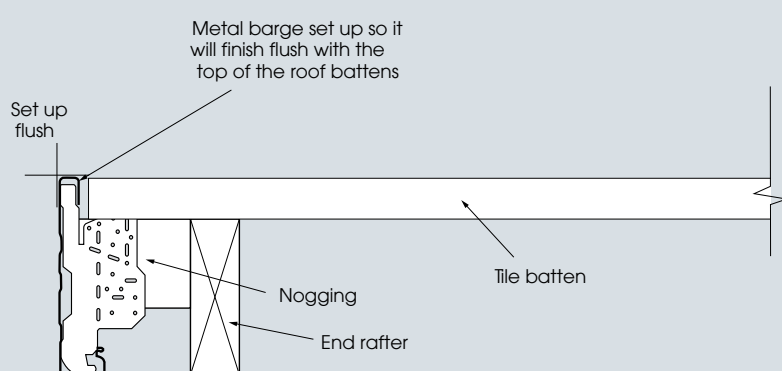 Metal barge set up so it
will finish flush with the
top of the roof battens
Set up
flush
Tile batten
Nogging
End rafter